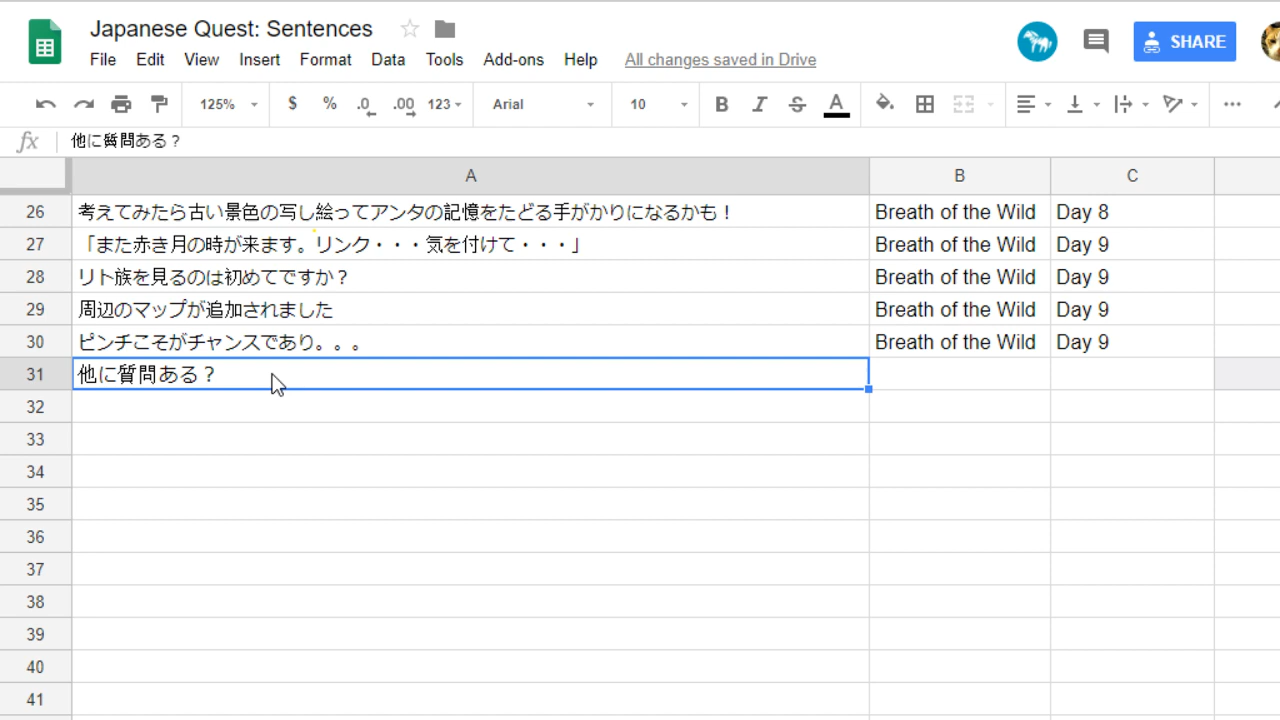 Japanese Quest: Sentences
File Edit View Insert Format Data Tools Add-ons Help All changes saved in Drive
SHARE
125% $ % .0 .00 123 Arial 10 B I S A
fx 他に質問ある？
A B C
26 考えてみたら古い景色の写し絵ってアンタの記憶をたどる手がかりになるかも！ Breath of the Wild Day 8
27 「また赤き月の時が来ます。リンク・・・気を付けて・・・」 Breath of the Wild Day 9
28 リト族を見るのは初めてですか？ Breath of the Wild Day 9
29 周辺のマップが追加されました Breath of the Wild Day 9
30 ピンチこそがチャンスであり。。。 Breath of the Wild Day 9
31 他に質問ある？
32
33
34
35
36
37
38
39
40
41